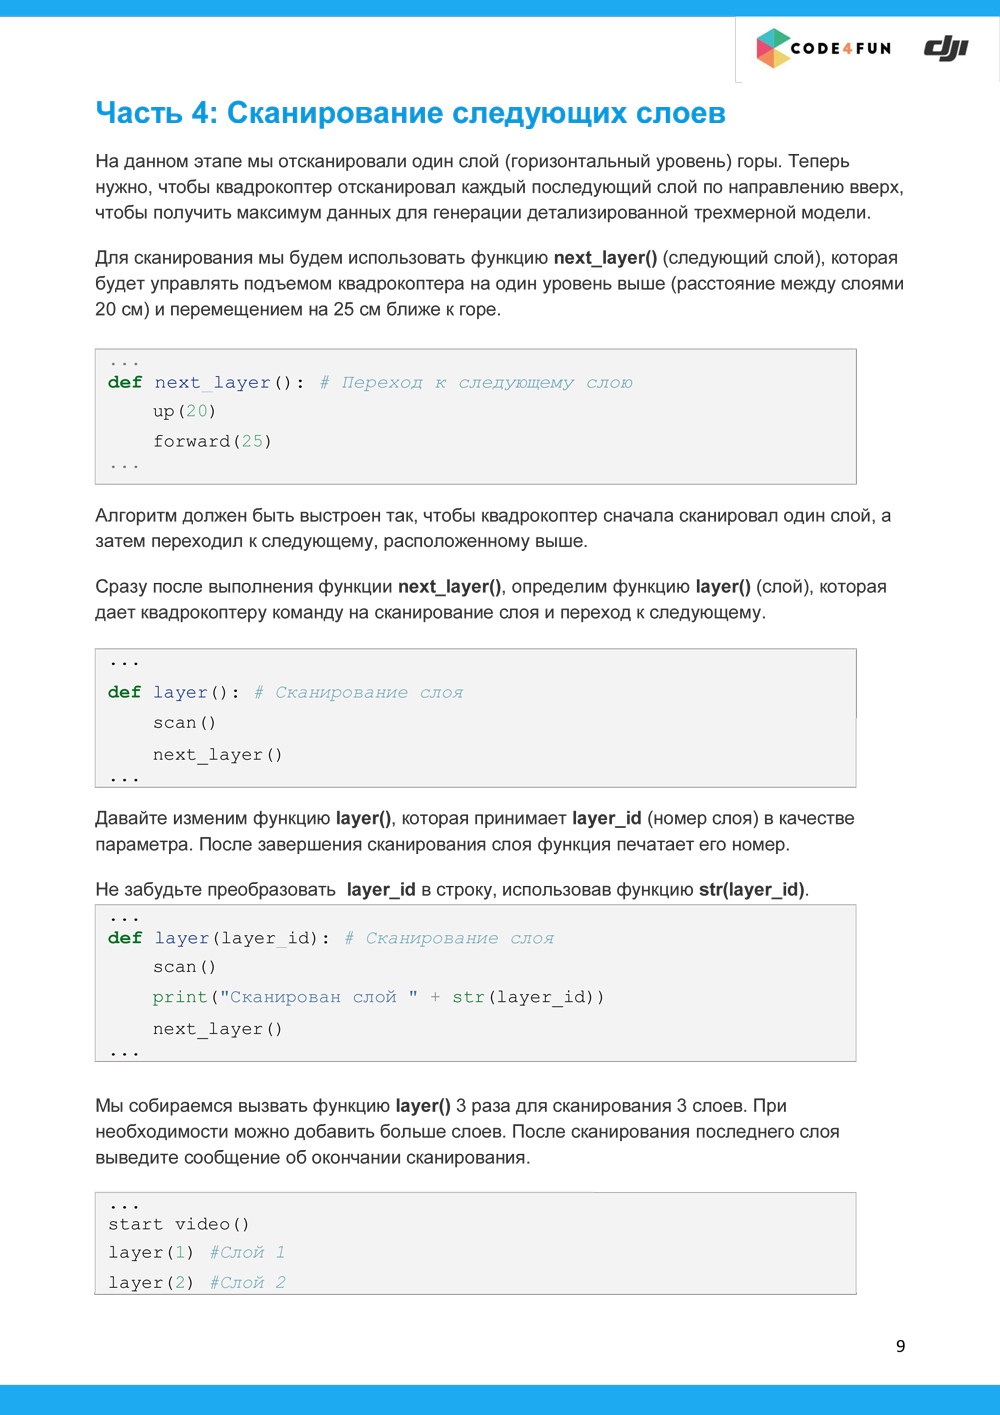 CODE4FUN dji
Часть 4: Сканирование следующих слоев
На данном этапе мы отсканировали один слой (горизонтальный уровень) горы. Теперь
нужно, чтобы квадрокоптер отсканировал каждый последующий слой по направлению вверх,
чтобы получить максимум данных для генерации детализированной трехмерной модели.
Для сканирования мы будем использовать функцию next_layer() (следующий слой), которая
будет управлять подъемом квадрокоптера на один уровень выше (расстояние между слоями
20 см) и перемещением на 25 см ближе к горе.
...
def next_layer(): # Переход к следующему слою
up(20)
forward(25)
...
Алгоритм должен быть выстроен так, чтобы квадрокоптер сначала сканировал один слой, а
затем переходил к следующему, расположенному выше.
Сразу после выполнения функции next_layer(), определим функцию layer() (слой), которая
дает квадрокоптеру команду на сканирование слоя и переход к следующему.
...
def layer(): # Сканирование слоя
scan()
next_layer()
...
Давайте изменим функцию layer(), которая принимает layer_id (номер слоя) в качестве
параметра. После завершения сканирования слоя функция печатает его номер.
Не забудьте преобразовать layer_id в строку, использовав функцию str(layer_id).
...
def layer(layer_id): # Сканирование слоя
scan()
print("Сканирован слой " + str(layer_id))
next_layer()
...
Мы собираемся вызвать функцию layer() 3 раза для сканирования 3 слоев. При
необходимости можно добавить больше слоев. После сканирования последнего слоя
выведите сообщение об окончании сканирования.
...
start video()
layer(1) #Слой 1
layer(2) #Слой 2
9